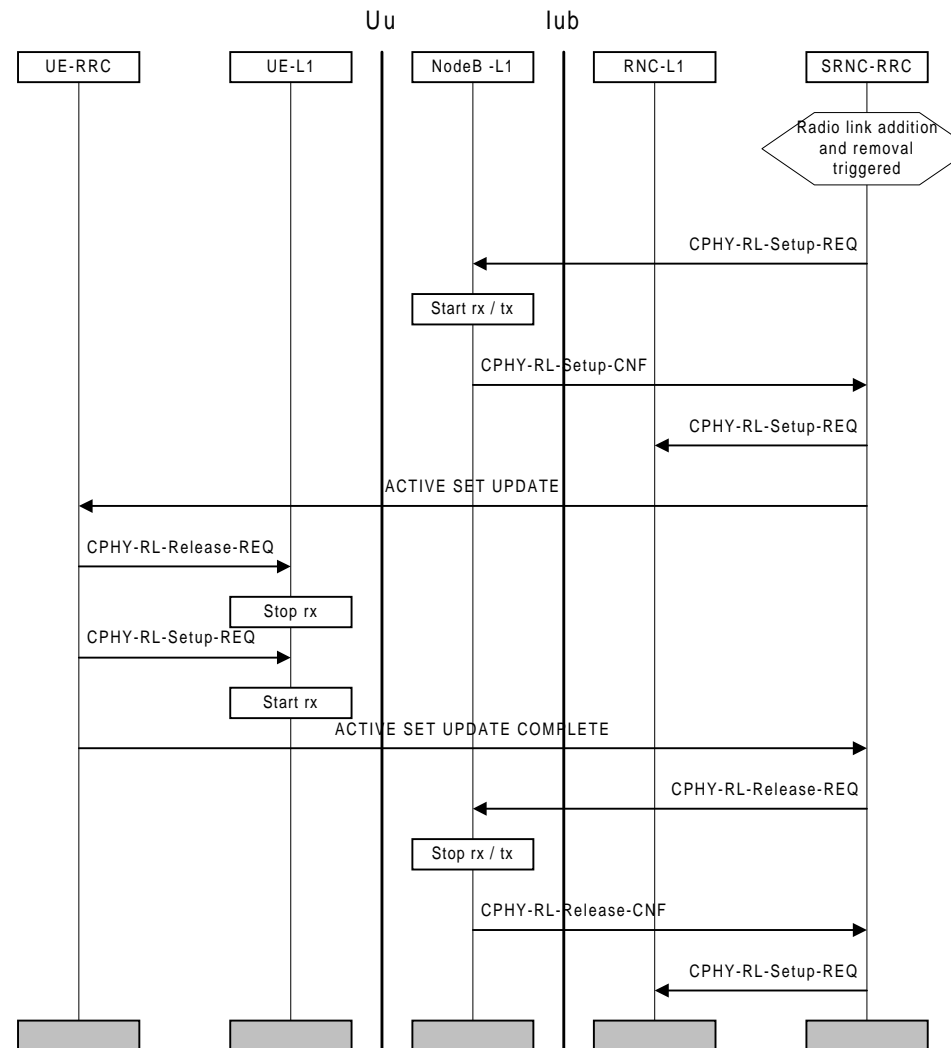 Uu
Iub
UE-RRC
UE-L1
NodeB -L1
RNC-L1
SRNC-RRC
Radio link addition
and removal
triggered
CPHY-RL-Setup-REQ
Start rx / tx
CPHY-RL-Setup-CNF
CPHY-RL-Setup-REQ
ACTIVE SET UPDATE
CPHY-RL-Release-REQ
Stop rx
CPHY-RL-Setup-REQ
Start rx
ACTIVE SET UPDATE COMPLETE
CPHY-RL-Release-REQ
Stop rx / tx
CPHY-RL-Release-CNF
CPHY-RL-Setup-REQ